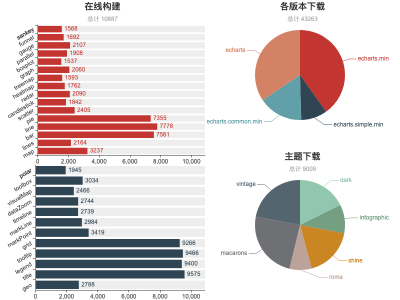 在线构建
总计 10887
sankey 1568
funnel 1692
gauge 2107
parallel 1908
boxplot 1537
graph 2060
treemap 1593
heatmap 1762
radar 2090
candlestick 1842
scatter 2405
pie 7355
line 7778
bar 7561
lines 2164
map 3237
0 2,000 4,000 6,000 8,000 10,000
polar 1945
toolbox 3034
visualMap 2466
dataZoom 2744
timeline 2739
markLine 2984
markPoint 3419
grid 9266
tooltip 9466
legend 9400
title 9575
geo 2788
0 2,000 4,000 6,000 8,000 10,000
各版本下载
总计 43263
echarts
echarts.min
echarts.common.min
echarts.simple.min
主题下载
总计 9009
vintage
dark
infographic
macarons
shine
roma